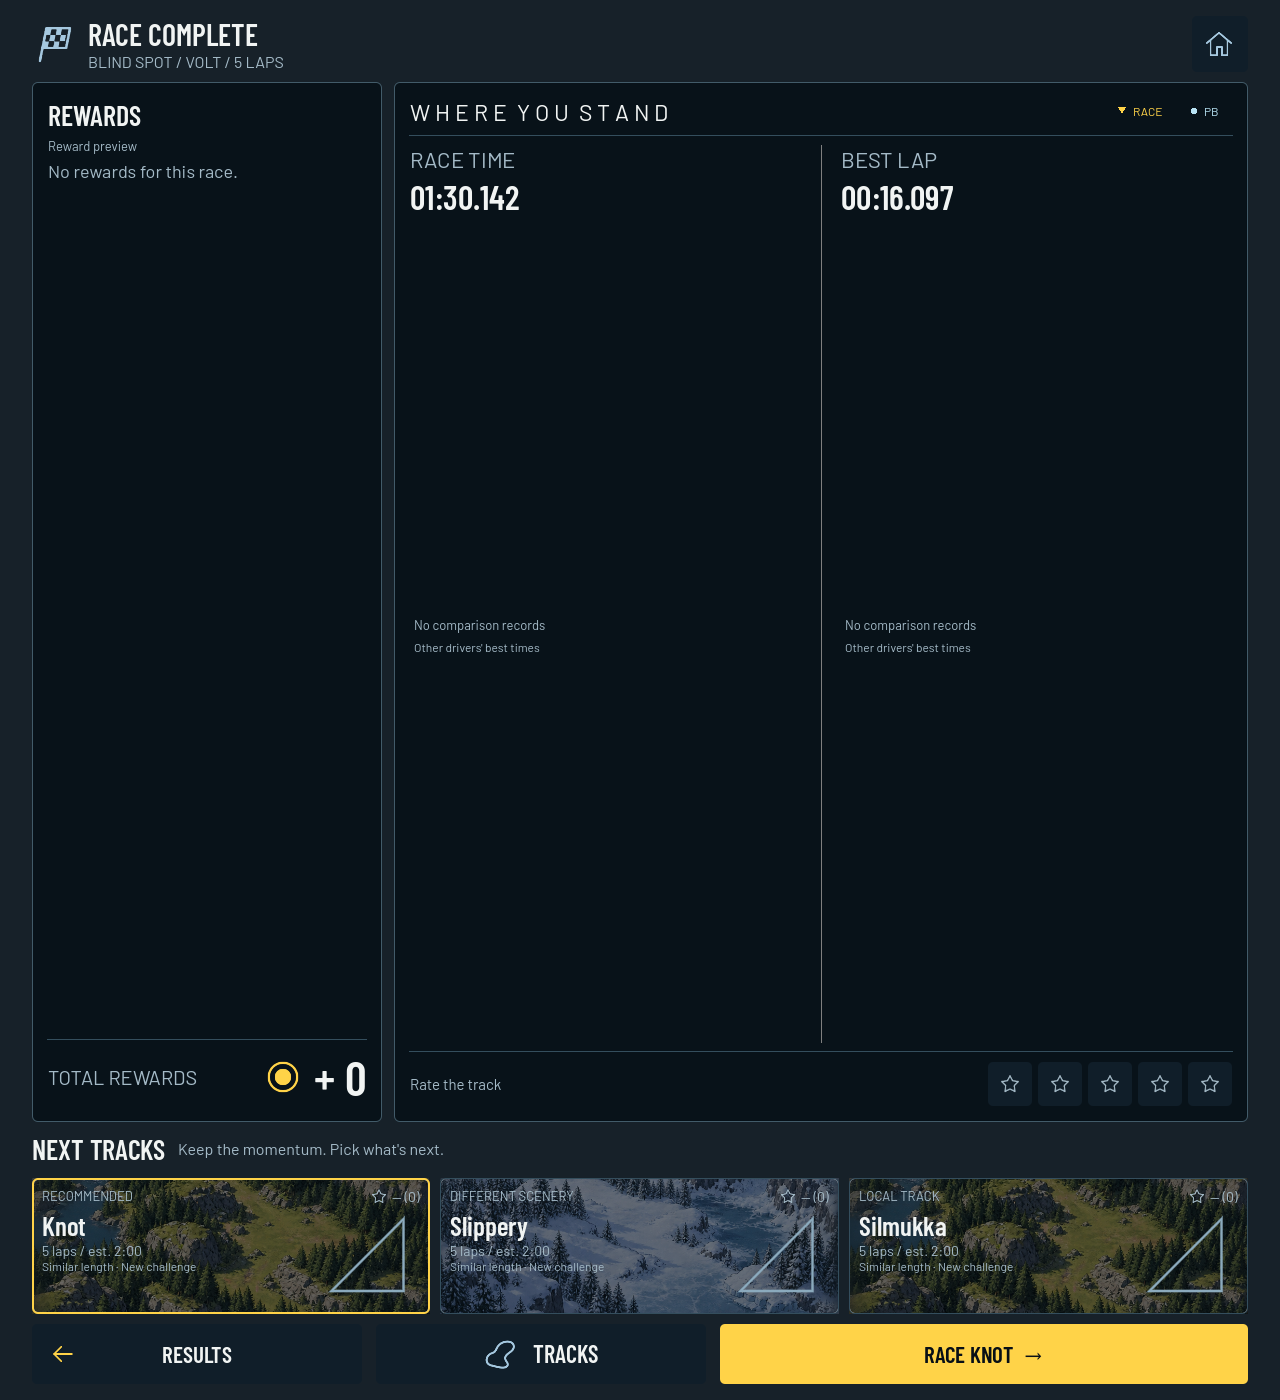 RACE COMPLETE
BLIND SPOT / VOLT / 5 LAPS
REWARDS
Reward preview
No rewards for this race.
TOTAL REWARDS
+ 0
WHERE YOU STAND
RACE
PB
RACE TIME
01:30.142
BEST LAP
00:16.097
No comparison records
Other drivers' best times
No comparison records
Other drivers' best times
Rate the track
NEXT TRACKS
Keep the momentum. Pick what's next.
RECOMMENDED
– (0)
Knot
5 laps / est. 2:00
Similar length · New challenge
DIFFERENT SCENERY
– (0)
Slippery
5 laps / est. 2:00
Similar length · New challenge
LOCAL TRACK
– (0)
Silmukka
5 laps / est. 2:00
Similar length · New challenge
← RESULTS
TRACKS
RACE KNOT →